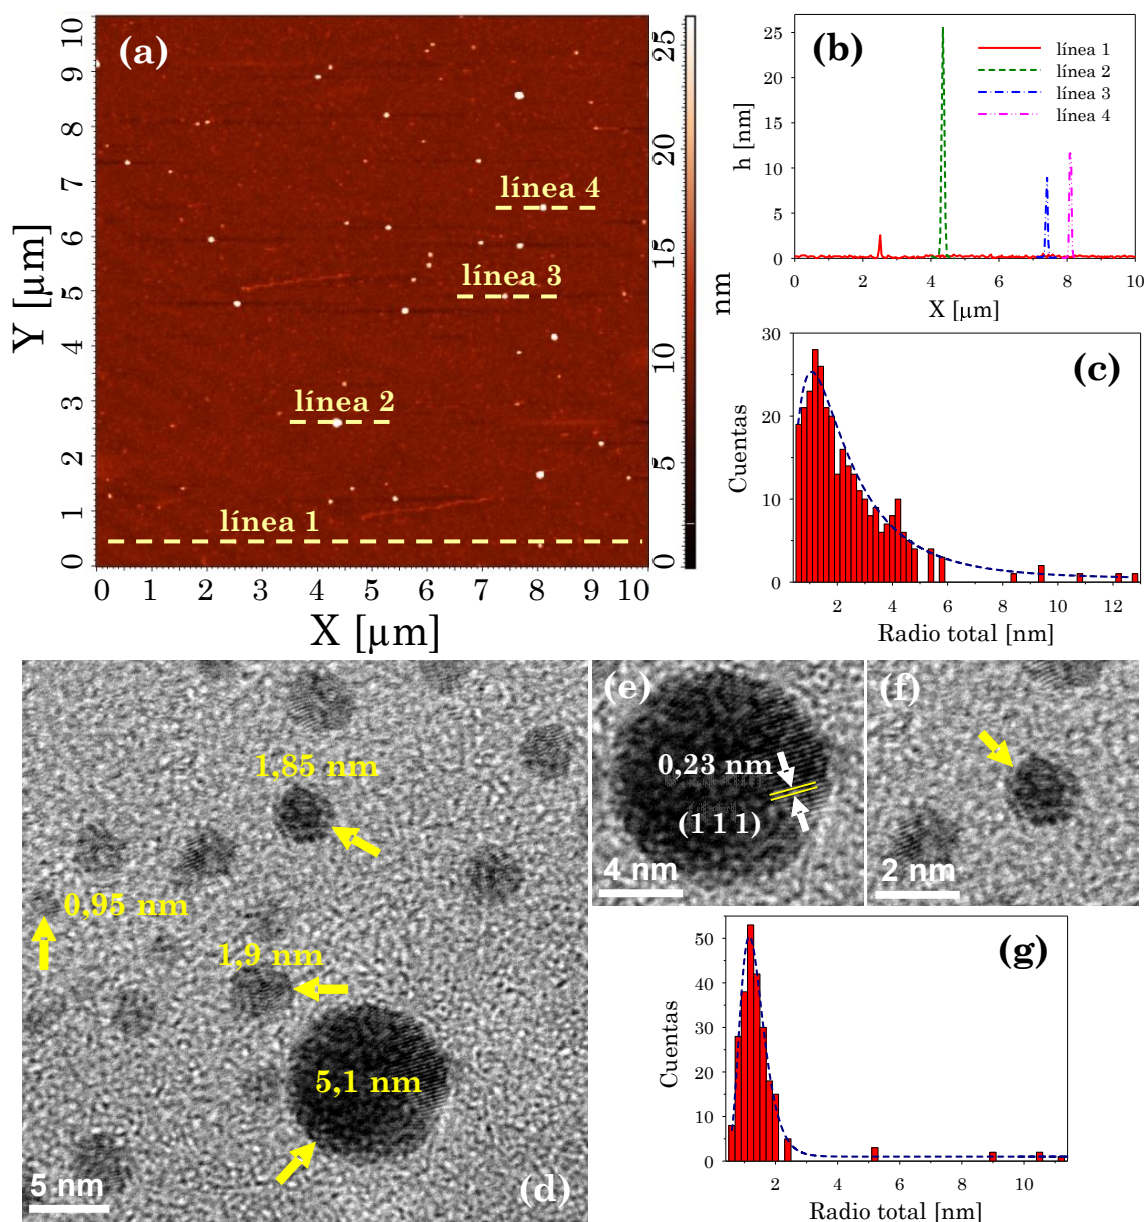 (a)
línea 4
línea 3
línea 2
línea 1
10
9
8
7
6
5
4
3
2
1
0
Y [µm]
0 1 2 3 4 5 6 7 8 9 10
X [µm]
25
20
15
10
5
0
nm
(b)
línea 1
línea 2
línea 3
línea 4
25
20
15
10
5
0
h [nm]
0 2 4 6 8 10
X [µm]
(c)
30
20
10
0
Cuentas
2 4 6 8 10 12
Radio total [nm]
1,85 nm
0,95 nm
1,9 nm
5,1 nm
5 nm
(d)
(e)
0,23 nm
(1 1 1)
4 nm
(f)
2 nm
(g)
50
40
30
20
10
0
Cuentas
2 4 6 8 10
Radio total [nm]